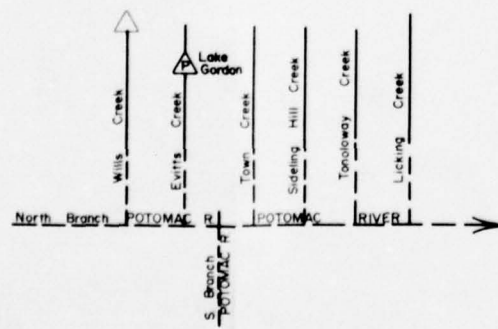 P
Lake
Gordon
Wills Creek
Evitts Creek
Town Creek
Sideling Hill Creek
Tonoloway Creek
Licking Creek
North Branch POTOMAC R POTOMAC RIVER
S Branch
POTOMAC R